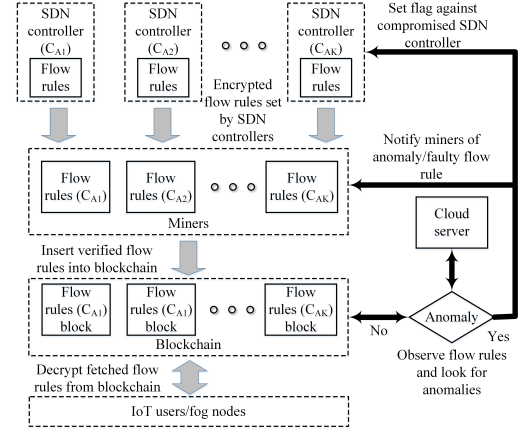 SDN
controller
(CA1)
Flow
rules
SDN
controller
(CA2)
Flow
rules
SDN
controller
(CAK)
Flow
rules
Set flag against
compromised SDN
controller
Encrypted
flow rules set
by SDN
controllers
Notify miners of
anomaly/faulty flow
rule
Flow
rules (CA1)
Flow
rules (CA2)
Flow
rules (CAK)
Miners
Cloud
server
Insert verified flow
rules into blockchain
Flow
rules (CA1)
block
Flow
rules (CA1)
block
Flow
rules (CAK)
block
Blockchain
No
Anomaly
Yes
Observe flow rules
and look for
anomalies
Decrypt fetched flow
rules from blockchain
IoT users/fog nodes